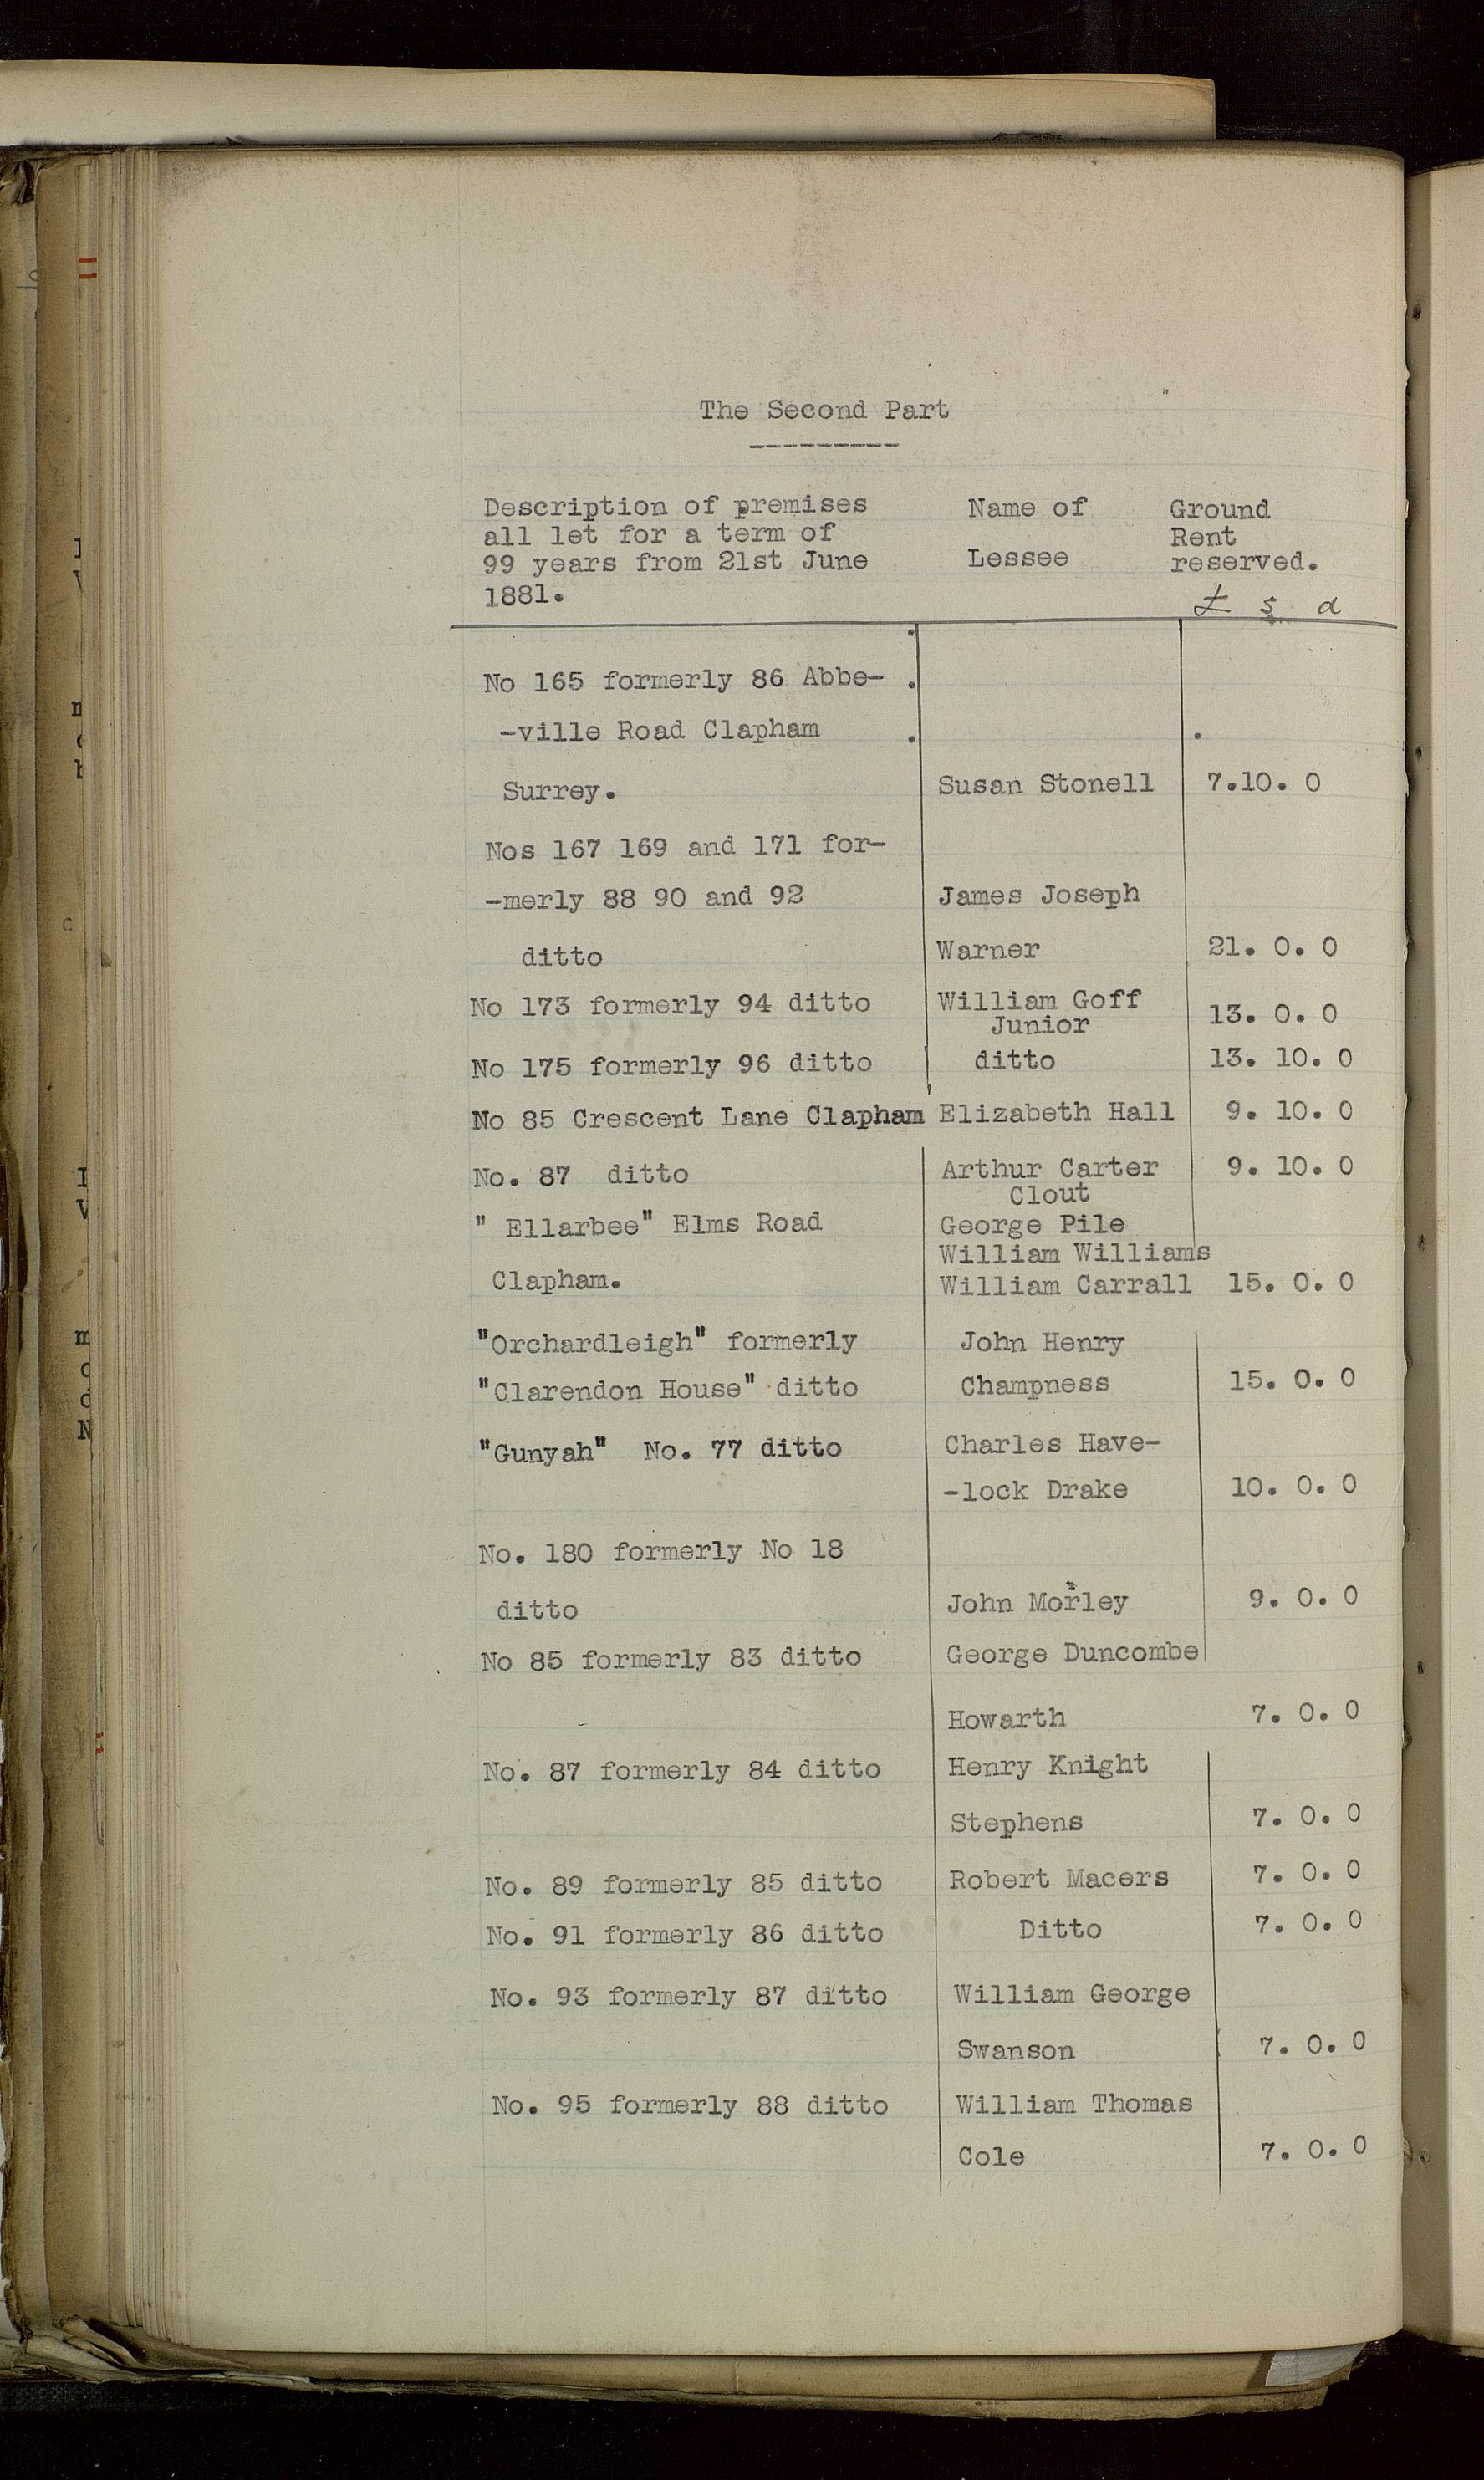 The Second Part
Description of premises Name of Ground
all let for a term of Rent
99 years from 21st June Lessee reserved.
1881.
£ s d
No 165 formerly 86 Abbe-
-ville Road Clapham
Surrey. Susan Stonell 7.10. 0
Nos 167 169 and 171 for-
-merly 88 90 and 92 James Joseph
ditto Warner 21. 0. 0
No 173 formerly 94 ditto William Goff
Junior 13. 0. 0
No 175 formerly 96 ditto ditto 13. 10. 0
No 85 Crescent Lane Clapham Elizabeth Hall 9. 10. 0
No. 87 ditto Arthur Carter 9. 10. 0
Clout
" Ellarbee" Elms Road George Pile
William Williams
Clapham. William Carrall 15. 0. 0
"Orchardleigh" formerly John Henry
"Clarendon House" ditto Champness 15. 0. 0
"Gunyah" No. 77 ditto Charles Have-
-lock Drake 10. 0. 0
No. 180 formerly No 18
ditto John Morley 9. 0. 0
No 85 formerly 83 ditto George Duncombe
Howarth 7. 0. 0
No. 87 formerly 84 ditto Henry Knight
Stephens 7. 0. 0
No. 89 formerly 85 ditto Robert Macers 7. 0. 0
No. 91 formerly 86 ditto Ditto 7. 0. 0
No. 93 formerly 87 ditto William George
Swanson 7. 0. 0
No. 95 formerly 88 ditto William Thomas
Cole 7. 0. 0